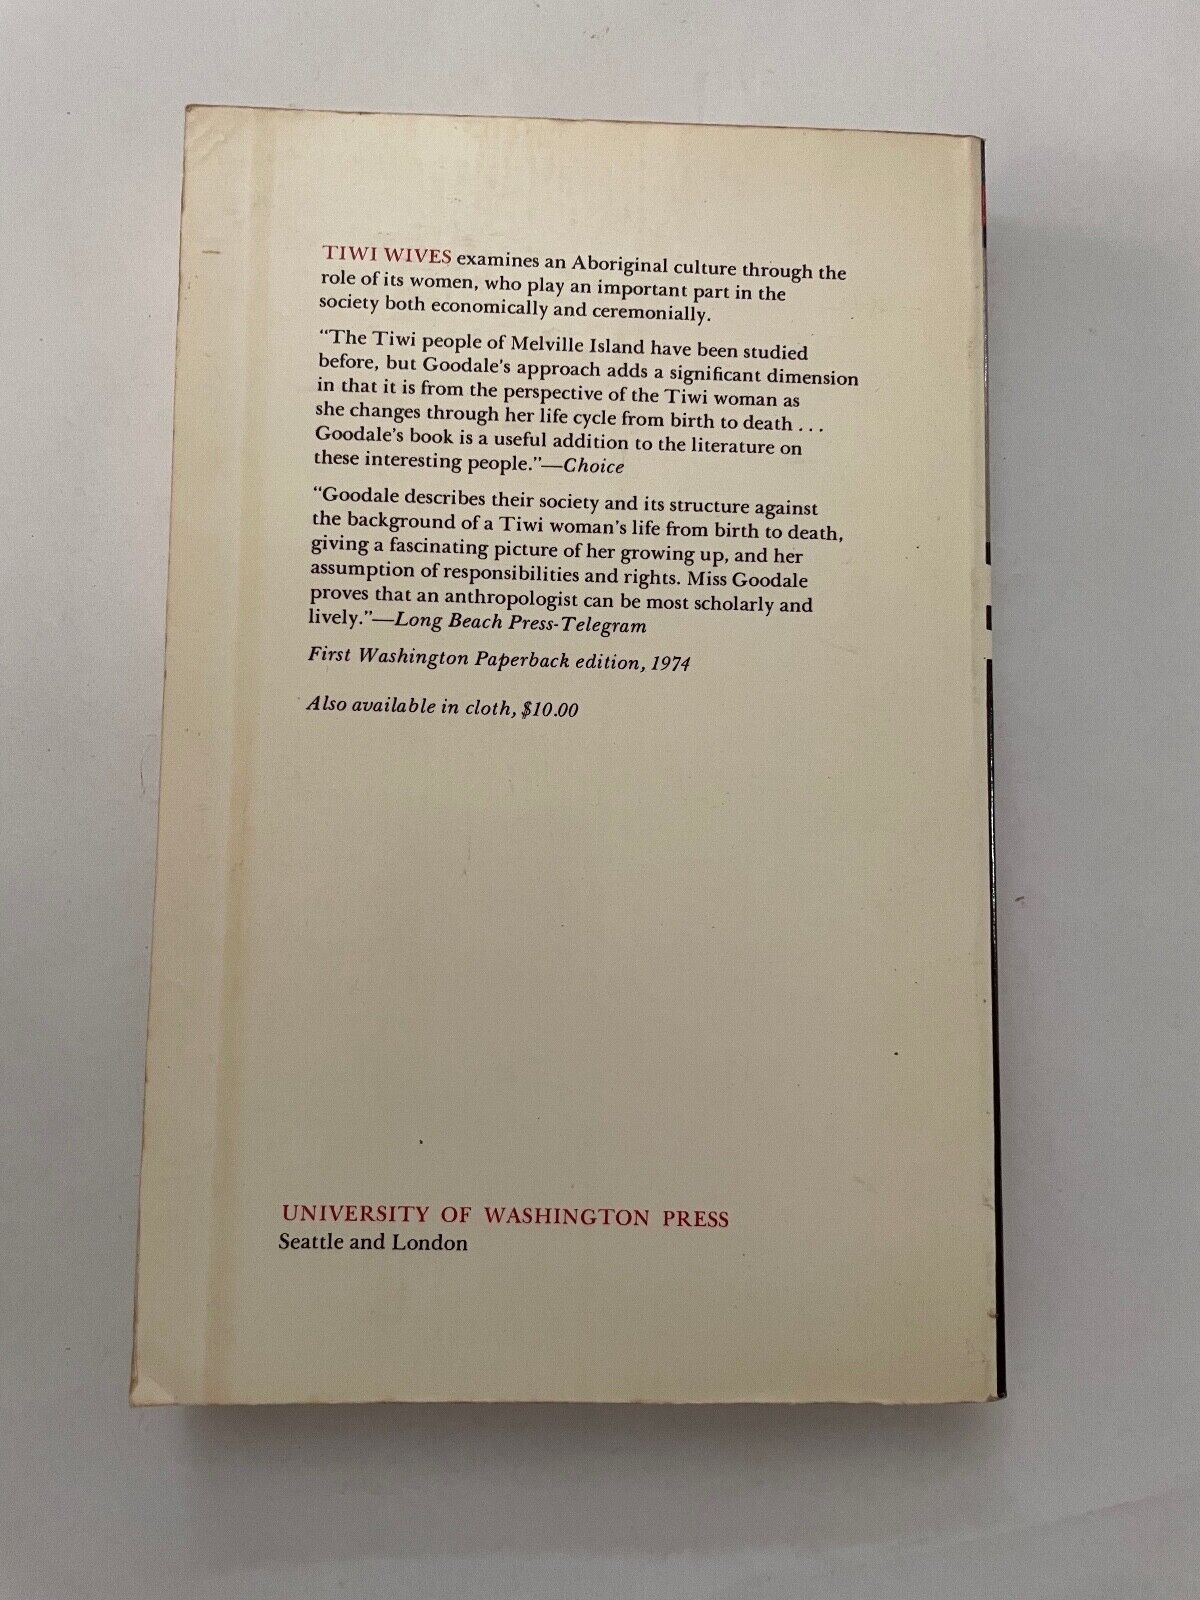 TIWI WIVES examines an Aboriginal culture through the
role of its women, who play an important part in the
society both economically and ceremonially.
“The Tiwi people of Melville Island have been studied
before, but Goodale’s approach adds a significant dimension
in that it is from the perspective of the Tiwi woman as
she changes through her life cycle from birth to death . . .
Goodale’s book is a useful addition to the literature on
these interesting people.”—Choice
“Goodale describes their society and its structure against
the background of a Tiwi woman’s life from birth to death,
giving a fascinating picture of her growing up, and her
assumption of responsibilities and rights. Miss Goodale
proves that an anthropologist can be most scholarly and
lively.”—Long Beach Press-Telegram
First Washington Paperback edition, 1974
Also available in cloth, $10.00
UNIVERSITY OF WASHINGTON PRESS
Seattle and London